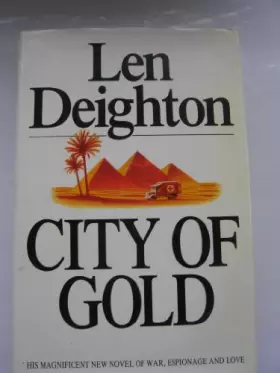 Len
Deighton
CITY OF
GOLD
HIS MAGNIFICENT NEW NOVEL OF WAR, ESPIONAGE AND LOVE